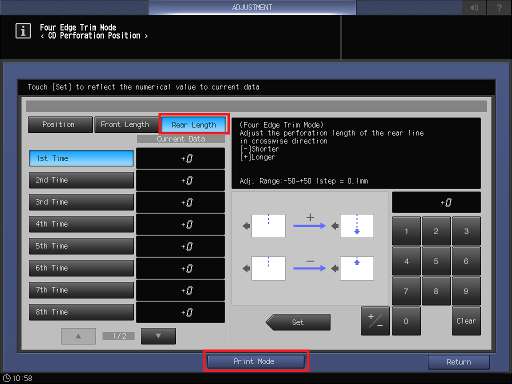 ADJUSTMENT
?
i
Four Edge Trim Mode
< CD Perforation Position >
Touch [Set] to reflect the numerical value to current data
Position Front Length Rear Length
Current Data
1st Time +0
2nd Time +0
3rd Time +0
4th Time +0
5th Time +0
6th Time +0
7th Time +0
8th Time +0
1/2
(Four Edge Trim Mode)
Adjust the perforation length of the rear line
in crosswise direction
[-]Shorter
[+]Longer
Adj. Range:-50~+50 1step = 0.1mm
+
−
Set
+0
1 2 3
4 5 6
7 8 9
+/− 0 Clear
Print Mode
Return
10:58